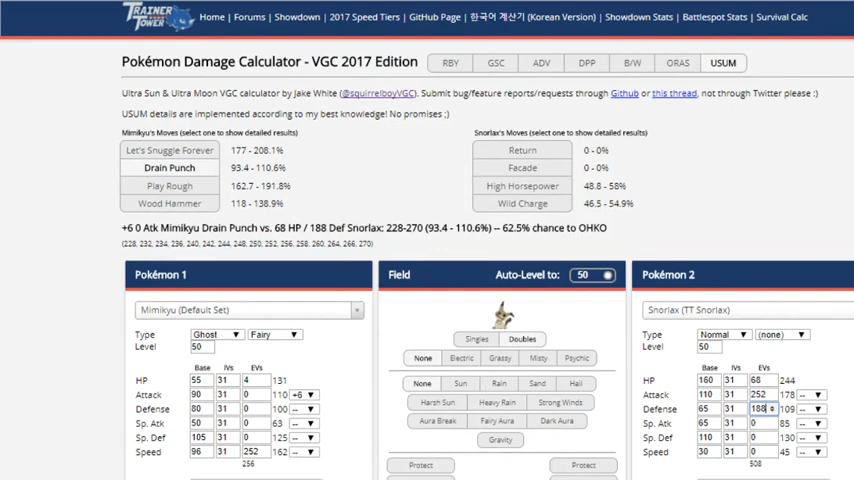 TRAINER TOWER
Home | Forums | Showdown | 2017 Speed Tiers | GitHub Page | 한국어 계산기 (Korean Version) | Showdown Stats | Battlespot Stats | Survival Calc
Pokémon Damage Calculator - VGC 2017 Edition RBY GSC ADV DPP B/W ORAS USUM
Ultra Sun & Ultra Moon VGC calculator by Jake White (@squirrelboyVGC). Submit bug/feature reports/requests through Github or this thread, not through Twitter please :)
USUM details are implemented according to my best knowledge! No promises ;)
Mimikyu's Moves (select one to show detailed results) Snorlax's Moves (select one to show detailed results)
Let's Snuggle Forever 177 - 208.1% Return 0 - 0%
Drain Punch 93.4 - 110.6% Facade 0 - 0%
Play Rough 162.7 - 191.8% High Horsepower 48.8 - 58%
Wood Hammer 118 - 138.9% Wild Charge 46.5 - 54.9%
+6 0 Atk Mimikyu Drain Punch vs. 68 HP / 188 Def Snorlax: 228-270 (93.4 - 110.6%) -- 62.5% chance to OHKO
(228, 232, 234, 236, 240, 242, 244, 248, 250, 252, 256, 258, 260, 264, 266, 270)
Pokémon 1 Field Auto-Level to: 50 Pokémon 2
Mimikyu (Default Set) Snorlax (TT Snorlax)
Type Ghost Fairy Singles Doubles Type Normal (none)
Level 50 Level 50
None Electric Grassy Misty Psychic
Base IVs EVs Base IVs EVs
HP 55 31 4 131 None Sun Rain Sand Hail HP 160 31 68 244
Attack 90 31 0 110 +6 Attack 110 31 252 178 --
Harsh Sun Heavy Rain Strong Winds
Defense 80 31 0 100 -- Defense 65 31 188 109 --
Sp. Atk 50 31 0 63 -- Aura Break Fairy Aura Dark Aura Sp. Atk 65 31 0 85 --
Sp. Def 105 31 0 125 -- Gravity Sp. Def 110 31 0 130 --
Speed 96 31 252 162 -- Speed 30 31 0 45 --
256 Protect Protect 508